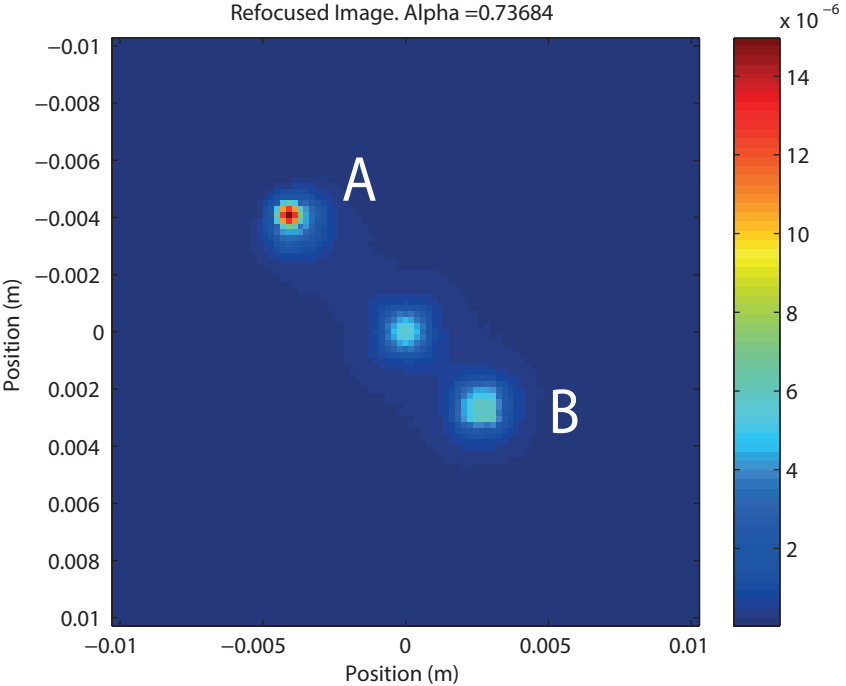 Refocused Image. Alpha =0.73684
x 10⁻⁶
−0.01
−0.008
−0.006
−0.004
−0.002
0
0.002
0.004
0.006
0.008
0.01
Position (m)
A
B
14
12
10
8
6
4
2
−0.01 −0.005 0 0.005 0.01
Position (m)